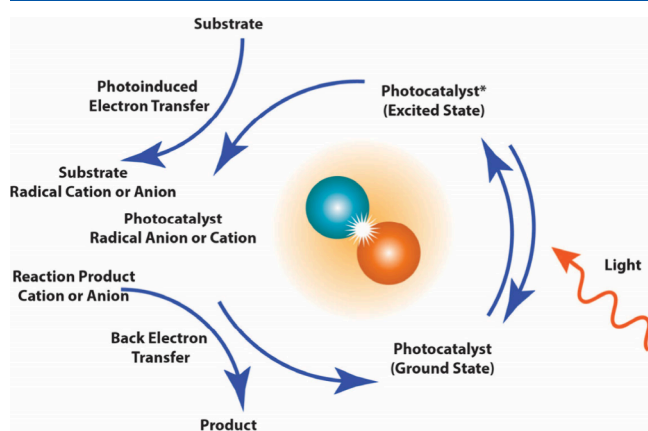 Substrate
Photoinduced
Electron Transfer
Photocatalyst*
(Excited State)
Substrate
Radical Cation or Anion
Photocatalyst
Radical Anion or Cation
Light
Reaction Product
Cation or Anion
Back Electron
Transfer
Photocatalyst
(Ground State)
Product